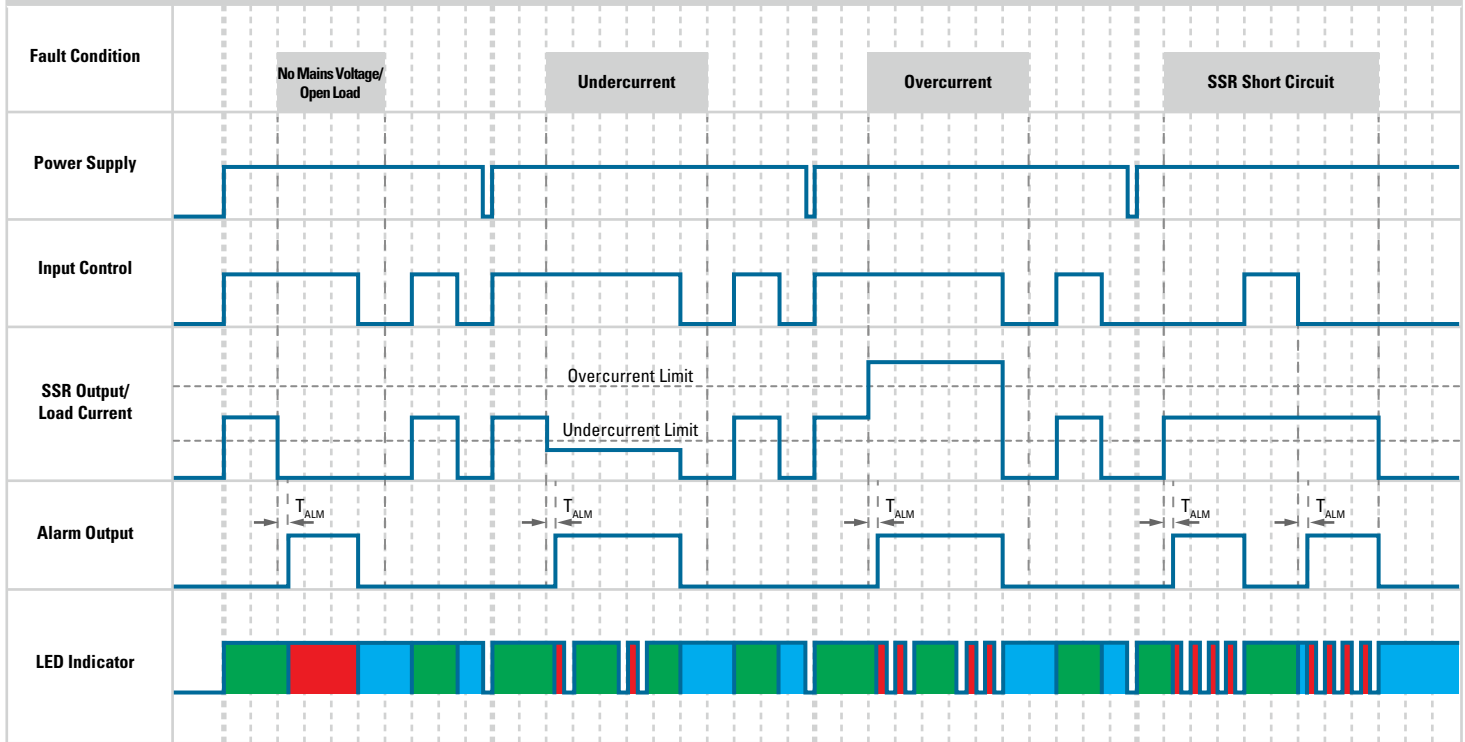 Fault Condition
No Mains Voltage/
Open Load
Undercurrent
Overcurrent
SSR Short Circuit
Power Supply
Input Control
SSR Output/
Load Current
Overcurrent Limit
Undercurrent Limit
Alarm Output
TALM
TALM
TALM
TALM
TALM
LED Indicator